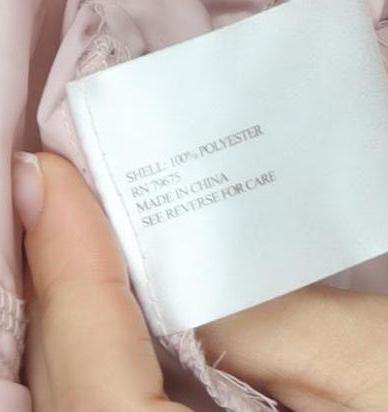 SHELL: 100% POLYESTER
RN 79675
MADE IN CHINA
SEE REVERSE FOR CARE